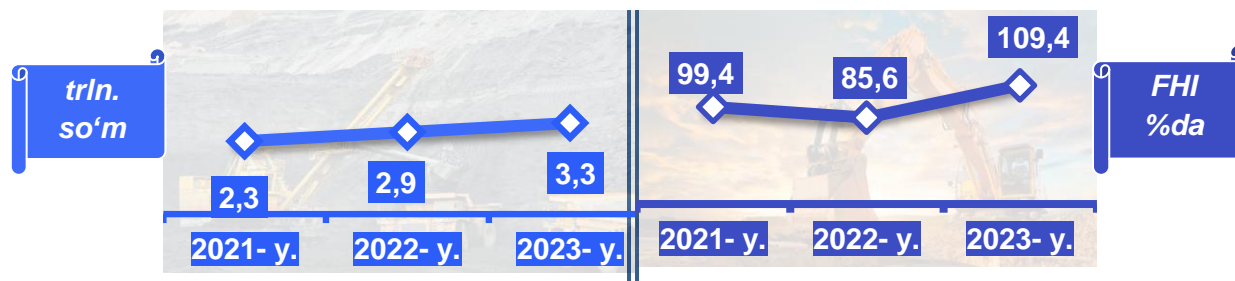 trln.
so‘m
2,3
2,9
3,3
2021- y.
2022- y.
2023- y.
99,4
85,6
109,4
2021- y.
2022- y.
2023- y.
FHI
%da